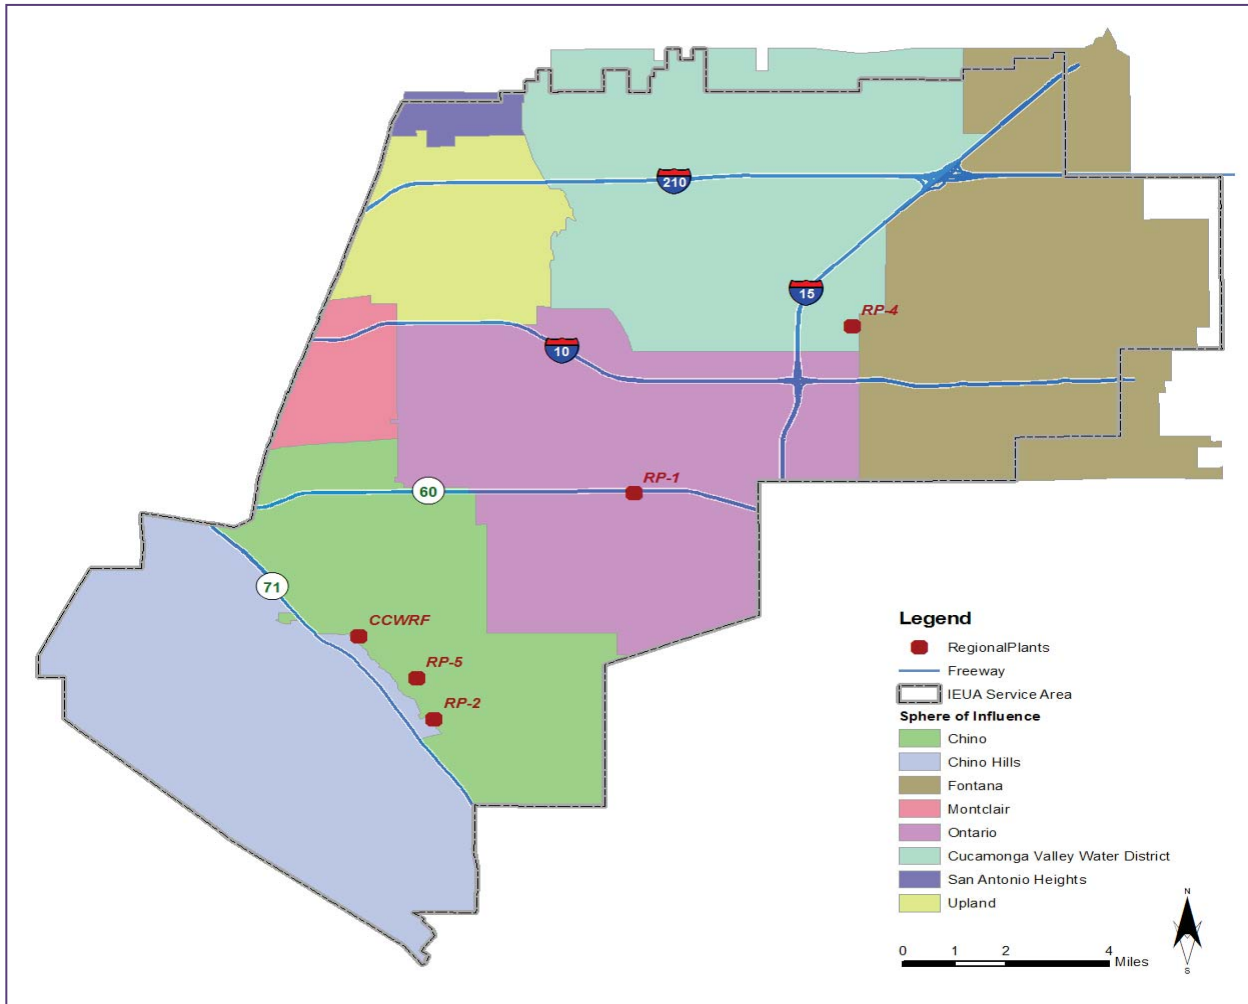 210
15
RP-4
10
RP-1
60
71
CCWRF
RP-5
RP-2
Legend
RegionalPlants
Freeway
IEUA Service Area
Sphere of Influence
Chino
Chino Hills
Fontana
Montclair
Ontario
Cucamonga Valley Water District
San Antonio Heights
Upland
N
S
0 1 2 4
Miles